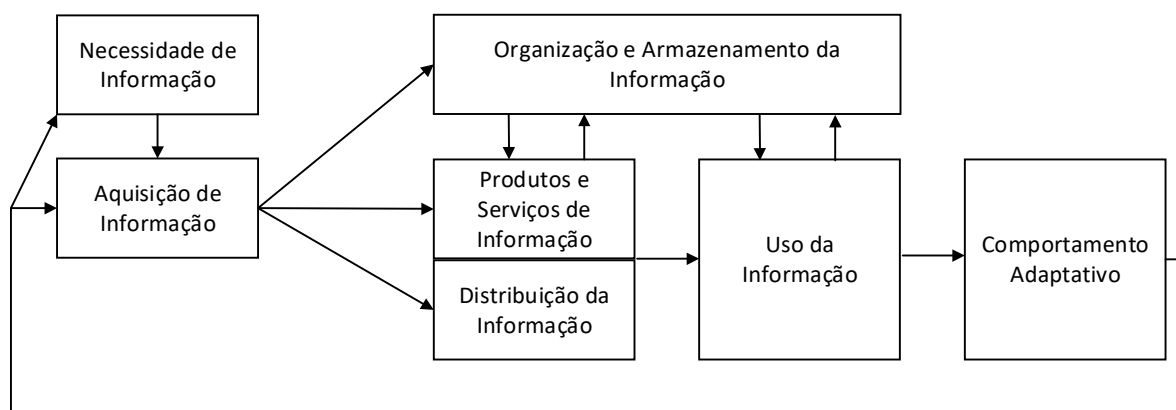 Necessidade de
Informação
Organização e Armazenamento da
Informação
Aquisição de
Informação
Produtos e
Serviços de
Informação
Distribuição da
Informação
Uso da
Informação
Comportamento
Adaptativo